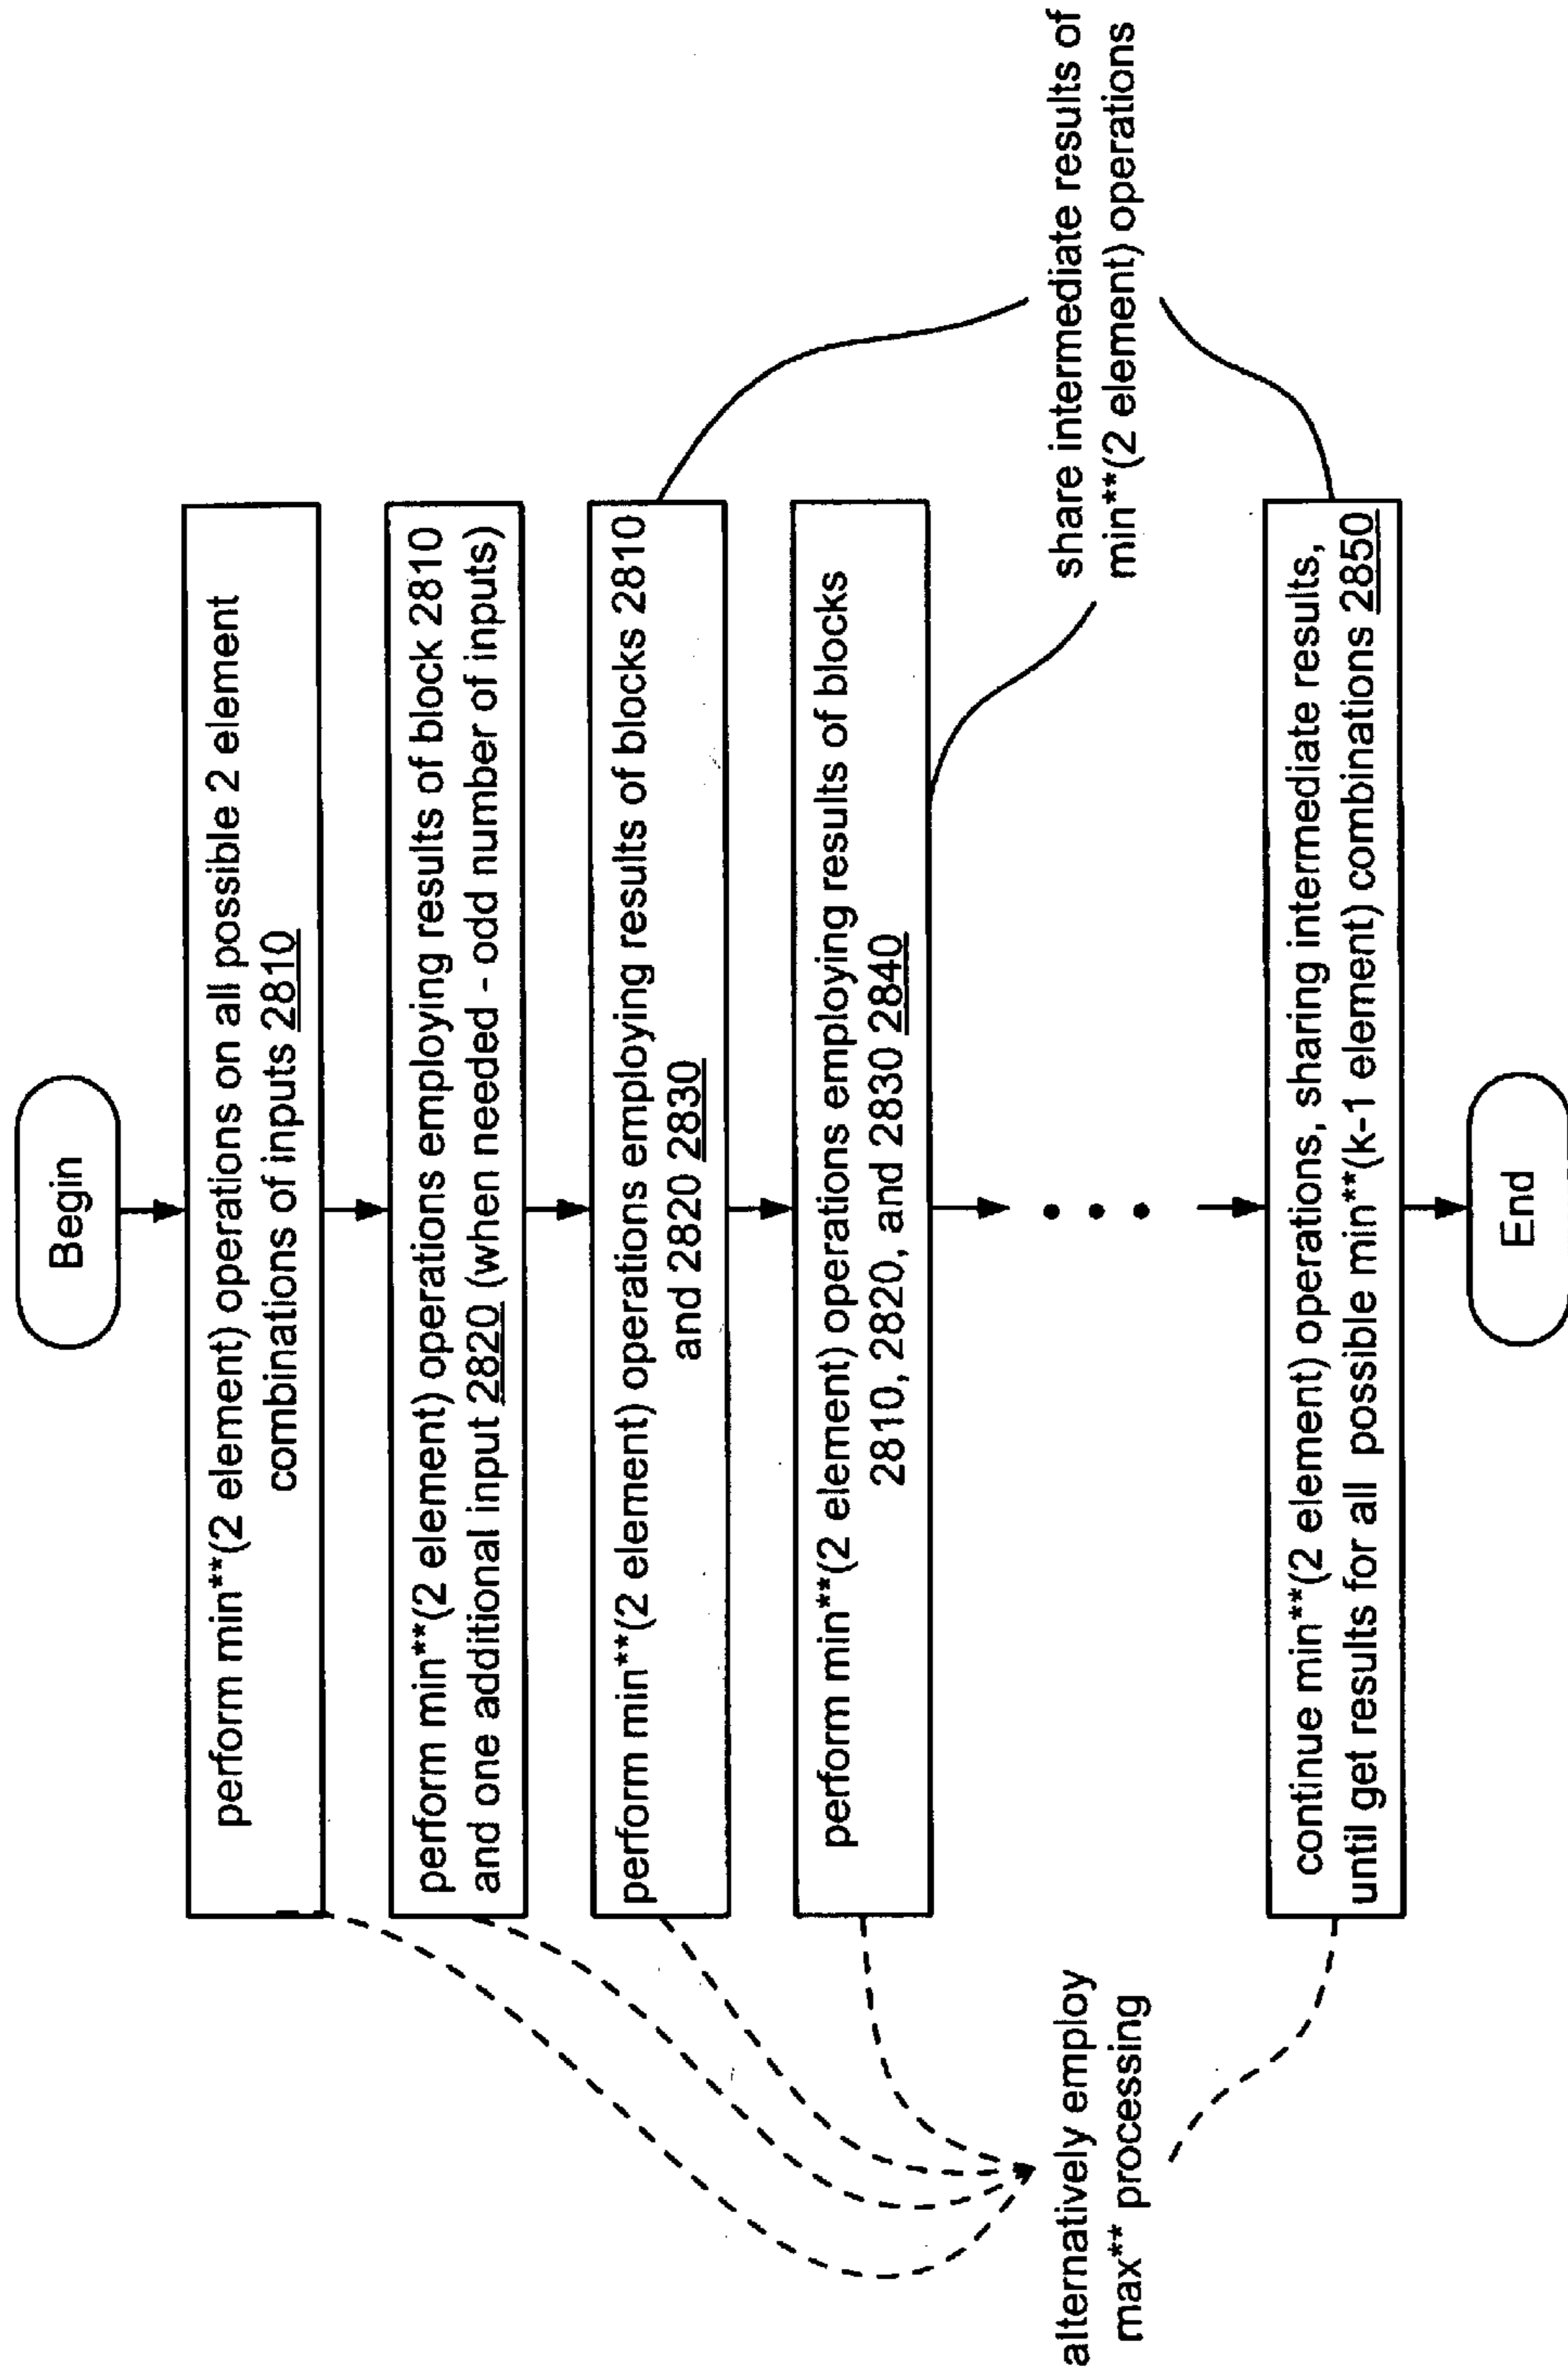 Begin
perform min**(2 element) operations on all possible 2 element
combinations of inputs 2810
perform min**(2 element) operations employing results of block 2810
and one additional input 2820 (when needed - odd number of inputs)
perform min**(2 element) operations employing results of blocks 2810
and 2820 2830
perform min**(2 element) operations employing results of blocks
2810, 2820, and 2830 2840
continue min**(2 element) operations, sharing intermediate results,
until get results for all possible min**(k-1 element) combinations 2850
End
alternatively employ
max** processing
share intermediate results of
min**(2 element) operations